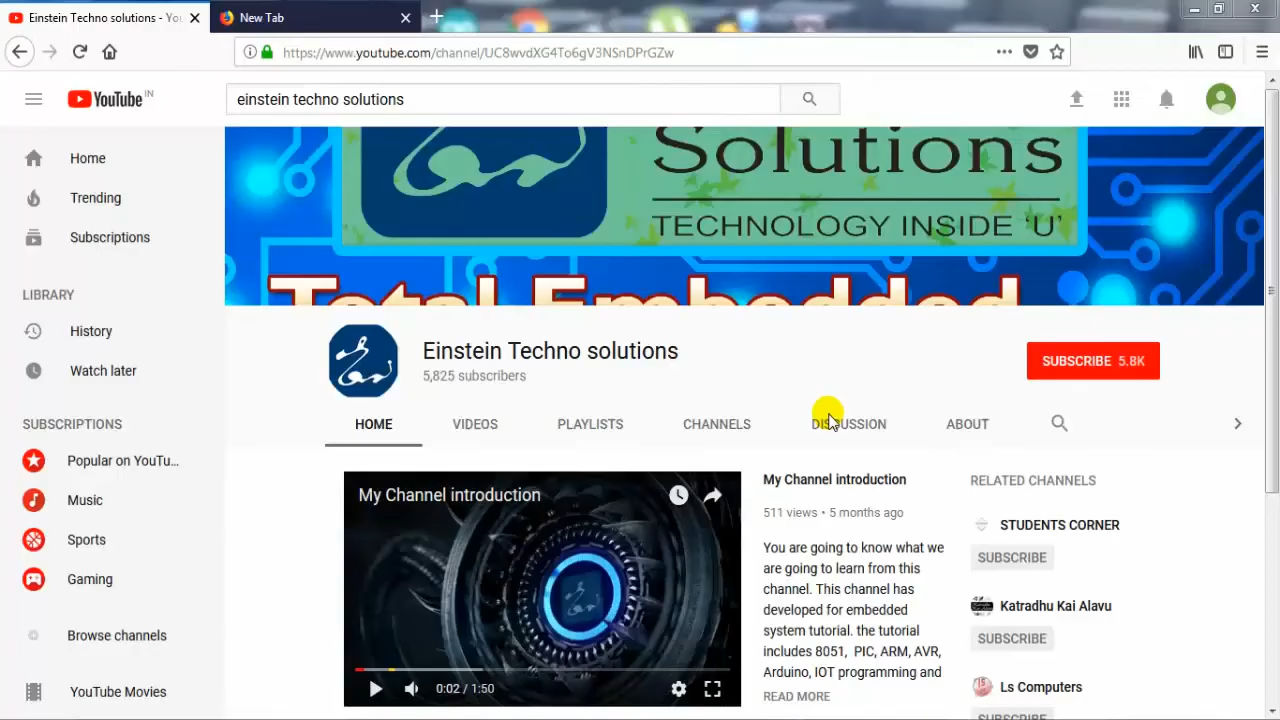 Einstein Techno solutions - Yo
New Tab
https://www.youtube.com/channel/UC8wvdXG4To6gV3NSnDPrGZw
YouTube IN
einstein techno solutions
Home
Trending
Subscriptions
LIBRARY
History
Watch later
SUBSCRIPTIONS
Popular on YouTu...
Music
Sports
Gaming
Browse channels
YouTube Movies
Solutions
TECHNOLOGY INSIDE 'U'
Total Embedded
Einstein Techno solutions
5,825 subscribers
SUBSCRIBE 5.8K
HOME
VIDEOS
PLAYLISTS
CHANNELS
DISCUSSION
ABOUT
My Channel introduction
0:02 / 1:50
My Channel introduction
511 views • 5 months ago
You are going to know what we
are going to learn from this
channel. This channel has
developed for embedded
system tutorial. the tutorial
includes 8051, PIC, ARM, AVR,
Arduino, IOT programming and
READ MORE
RELATED CHANNELS
STUDENTS CORNER
SUBSCRIBE
Katradhu Kai Alavu
SUBSCRIBE
Ls Computers
SUBSCRIBE